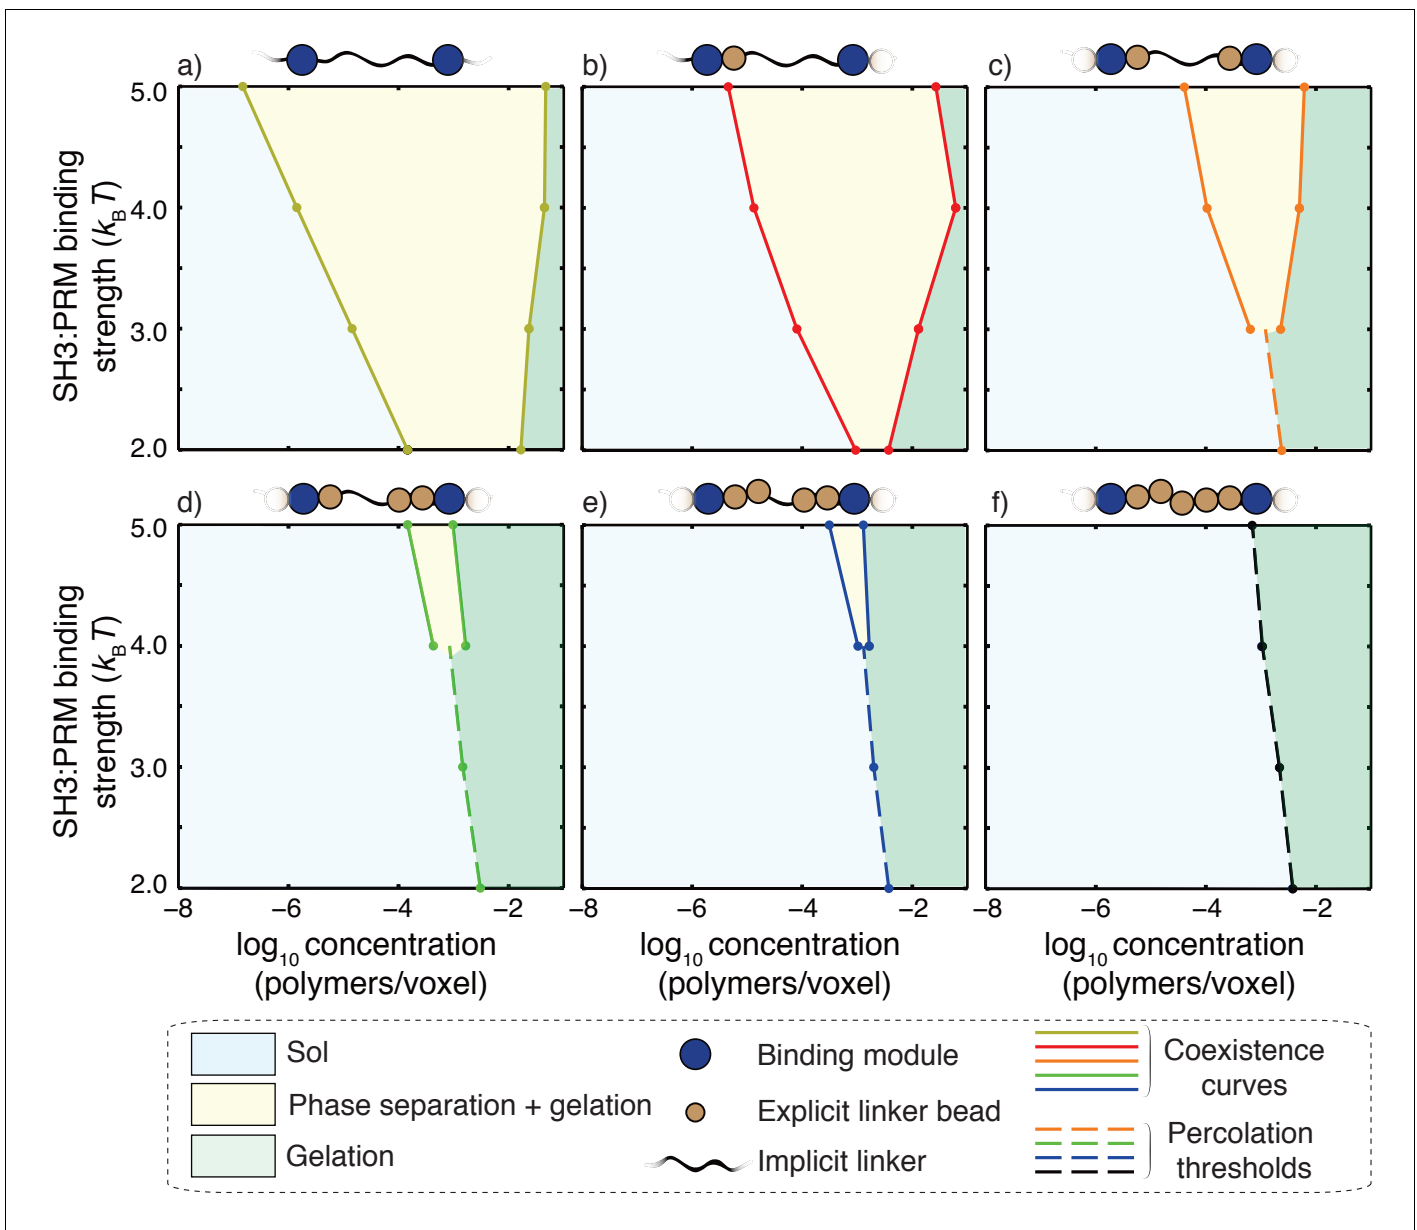 a)
b)
c)
5.0
4.0
3.0
2.0
SH3:PRM binding
strength (kBT)
d)
e)
f)
5.0
4.0
3.0
2.0
SH3:PRM binding
strength (kBT)
−8 −6 −4 −2
−8 −6 −4 −2
−8 −6 −4 −2
log10 concentration
(polymers/voxel)
log10 concentration
(polymers/voxel)
log10 concentration
(polymers/voxel)
Sol
Phase separation + gelation
Gelation
Binding module
Explicit linker bead
Implicit linker
Coexistence
curves
Percolation
thresholds